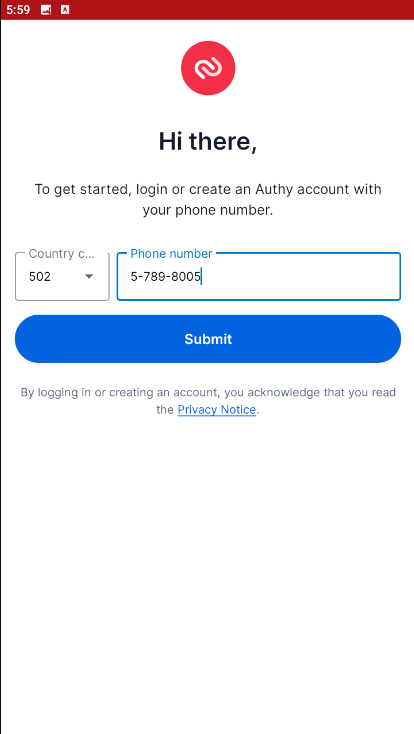 5:59
Hi there,
To get started, login or create an Authy account with
your phone number.
Country c...
Phone number
502
5-789-8005
Submit
By logging in or creating an account, you acknowledge that you read
the Privacy Notice.